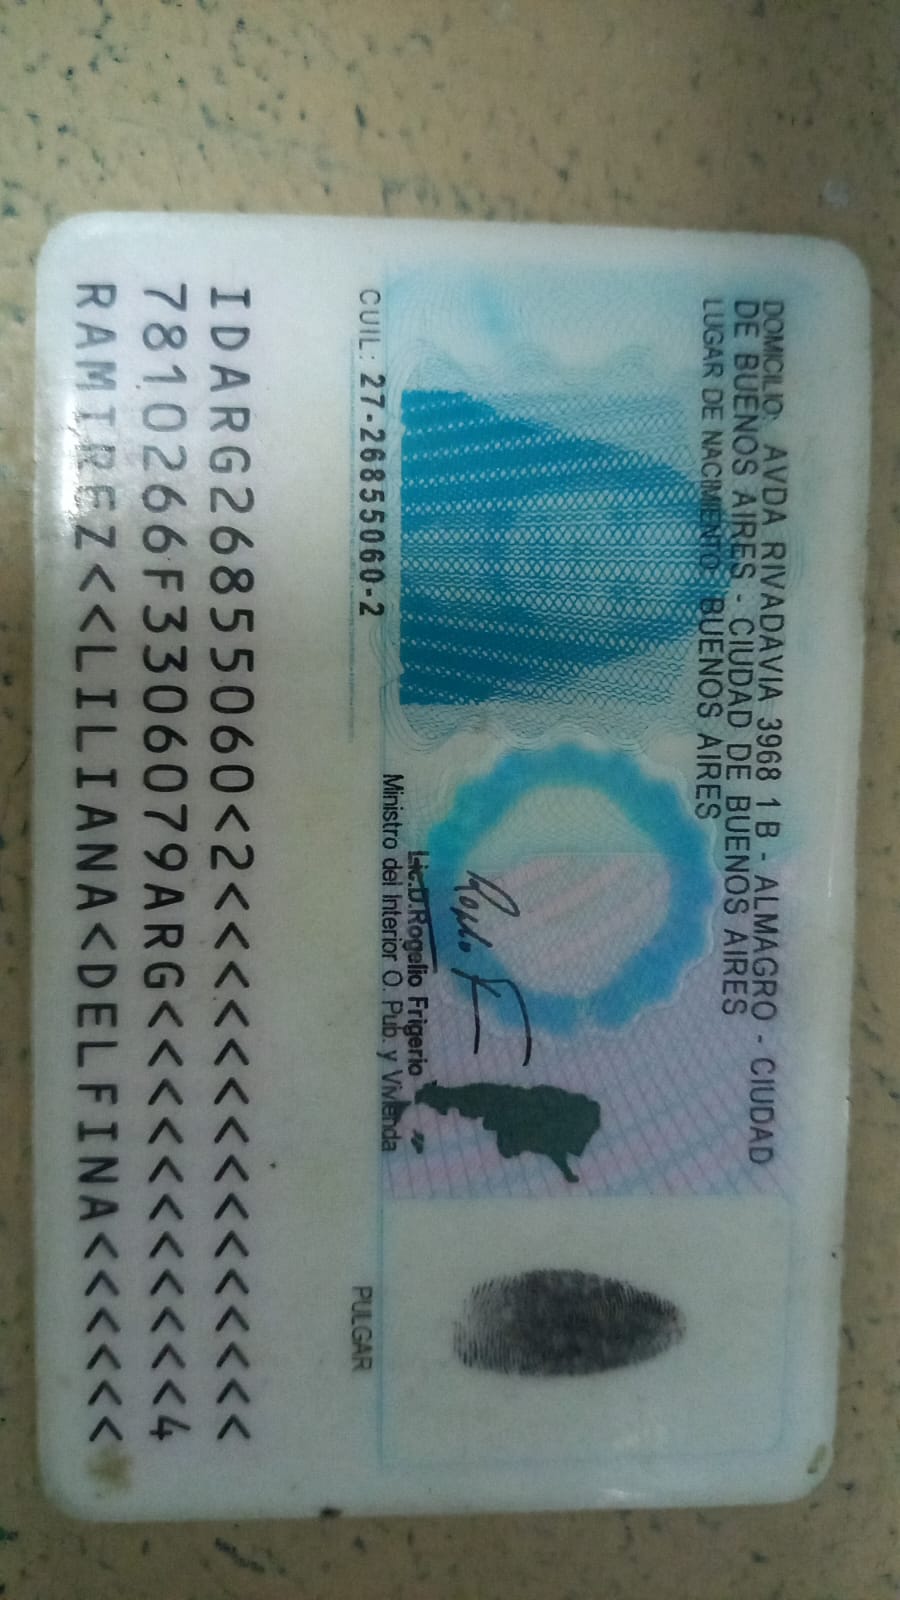 DOMICILIO: AVDA RIVADAVIA 3968 1 B - ALMAGRO - CIUDAD
DE BUENOS AIRES - CIUDAD DE BUENOS AIRES
LUGAR DE NACIMIENTO: BUENOS AIRES
Lic.D.Rogelio Frigerio
Ministro del Interior O. Pub. y Vivienda
CUIL: 27-26855060-2
PULGAR
IDARG26855060<2<<<<<<<<<<<<<<<
7810266F3306079ARG<<<<<<<<<<<4
RAMIREZ<<LILIANA<DELFINA<<<<<<